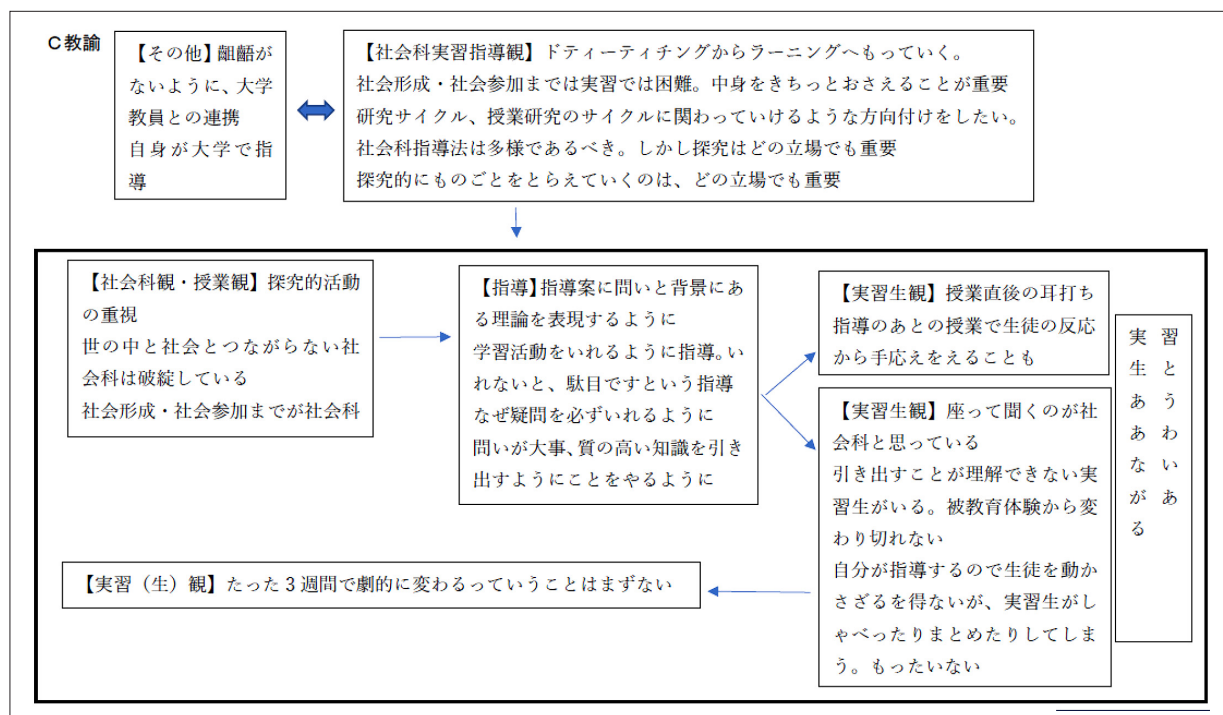 C教諭
【その他】齟齬が
ないように、大学
教員との連携
自身が大学で指
導
【社会科実習指導観】ドティーティチングからラーニングへもっていく。
社会形成・社会参加までは実習では困難。中身をきちっとおさえることが重要
研究サイクル、授業研究のサイクルに関わっていけるような方向付けをしたい。
社会科指導法は多様であるべき。しかし探究はどの立場でも重要
探究的にものごとをとらえていくのは、どの立場でも重要
【社会科観・授業観】探究的活動
の重視
世の中と社会とつながらない社
会科は破綻している
社会形成・社会参加までが社会科
【指導】指導案に問いと背景にあ
る理論を表現するように
学習活動をいれるように指導。い
れないと、駄目ですという指導
なぜ疑問を必ずいれるように
問いが大事、質の高い知識を引き
出すようにことをやるように
【実習生観】授業直後の耳打ち
指導のあとの授業で生徒の反応
から手応えをえることも
【実習生観】座って聞くのが社
会科と思っている
引き出すことが理解できない実
習生がいる。被教育体験から変
わり切れない
自分が指導するので生徒を動か
さざるを得ないが、実習生がし
ゃべったりまとめたりしてしま
う。もったいない
習とうわいあ
実生ああながる
【実習（生）観】たった3週間で劇的に変わるっていうことはまずない